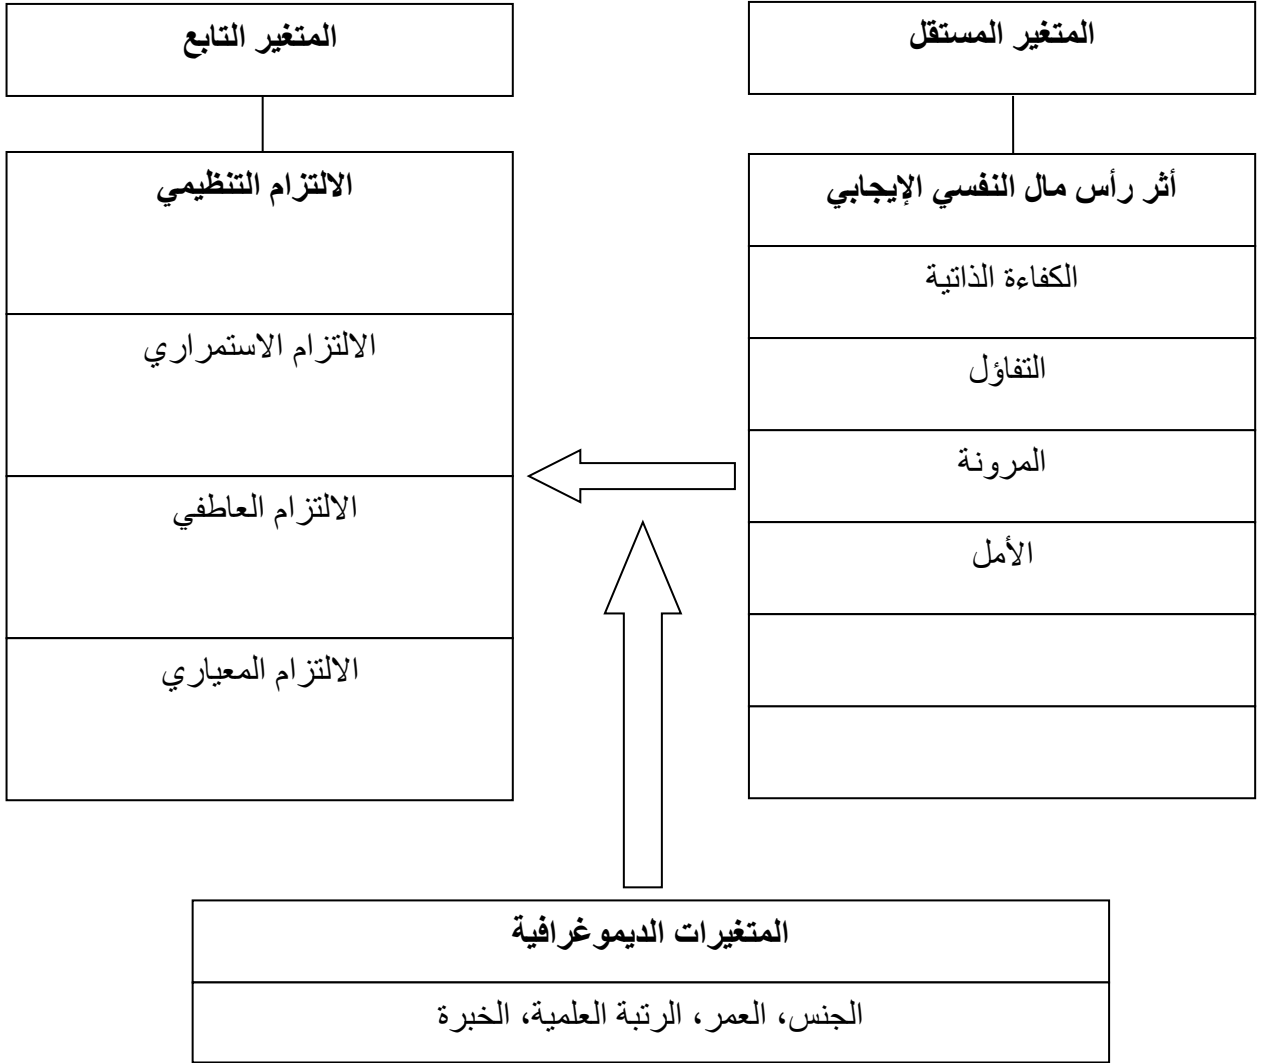 المتغير المستقل
أثر رأس مال النفسي الإيجابي
الكفاءة الذاتية
التفاؤل
المرونة
الأمل
المتغير التابع
الالتزام التنظيمي
الالتزام الاستمراري
الالتزام العاطفي
الالتزام المعياري
المتغيرات الديموغرافية
الجنس، العمر، الرتبة العلمية، الخبرة